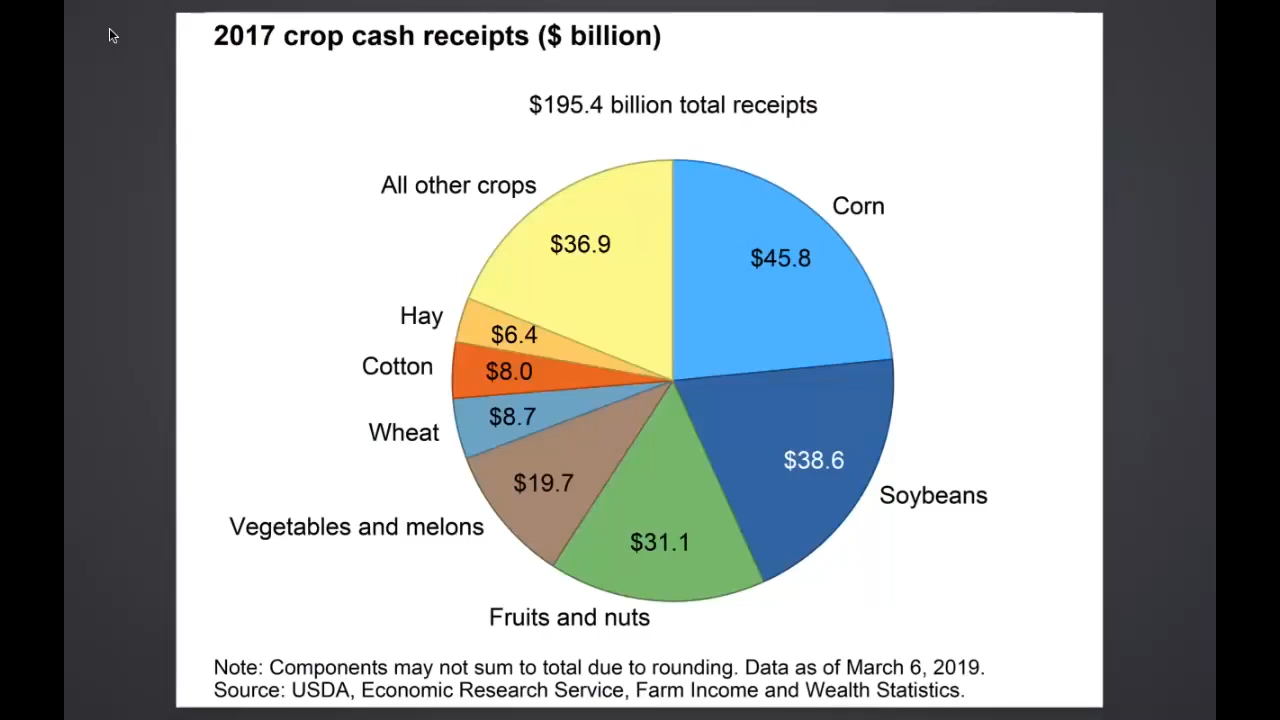 2017 crop cash receipts ($ billion)
$195.4 billion total receipts
All other crops
Corn
$36.9
$45.8
Hay
$6.4
Cotton
$8.0
Wheat
$8.7
$38.6
$19.7
Soybeans
Vegetables and melons
$31.1
Fruits and nuts
Note: Components may not sum to total due to rounding. Data as of March 6, 2019.
Source: USDA, Economic Research Service, Farm Income and Wealth Statistics.